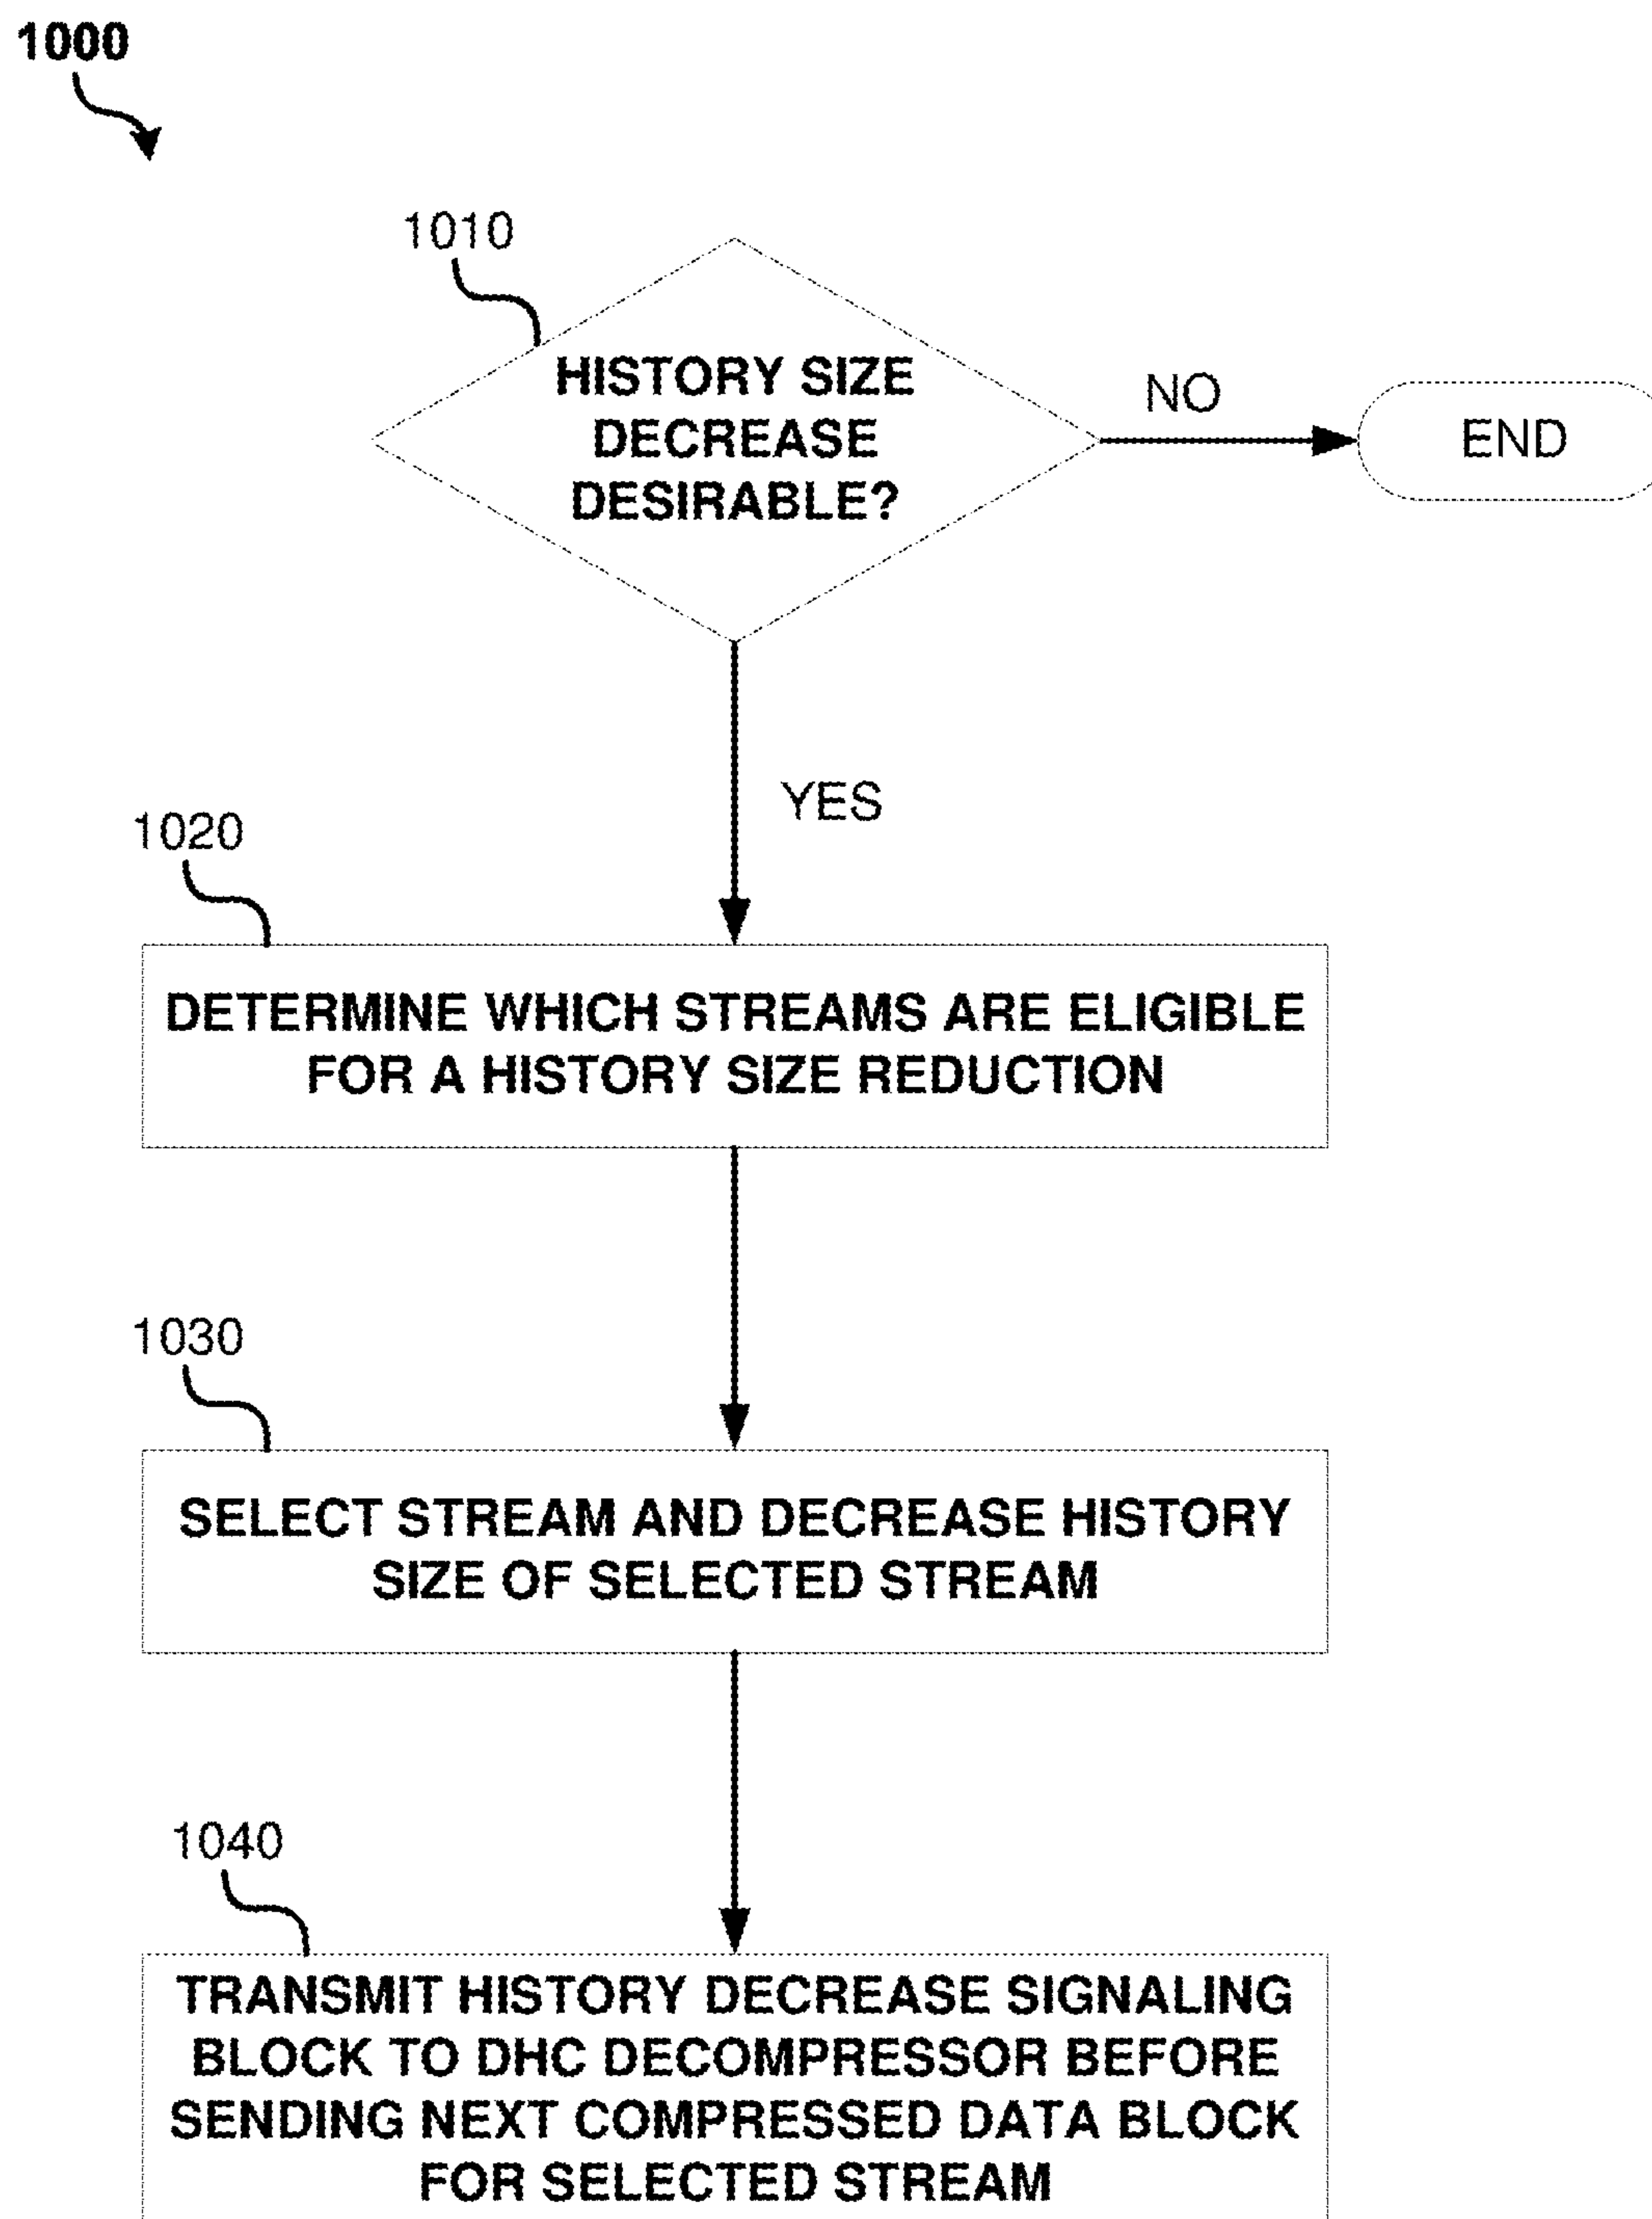 1000
1010
HISTORY SIZE
DECREASE
DESIRABLE?
NO
END
YES
1020
DETERMINE WHICH STREAMS ARE ELIGIBLE
FOR A HISTORY SIZE REDUCTION
1030
SELECT STREAM AND DECREASE HISTORY
SIZE OF SELECTED STREAM
1040
TRANSMIT HISTORY DECREASE SIGNALING
BLOCK TO DHC DECOMPRESSOR BEFORE
SENDING NEXT COMPRESSED DATA BLOCK
FOR SELECTED STREAM